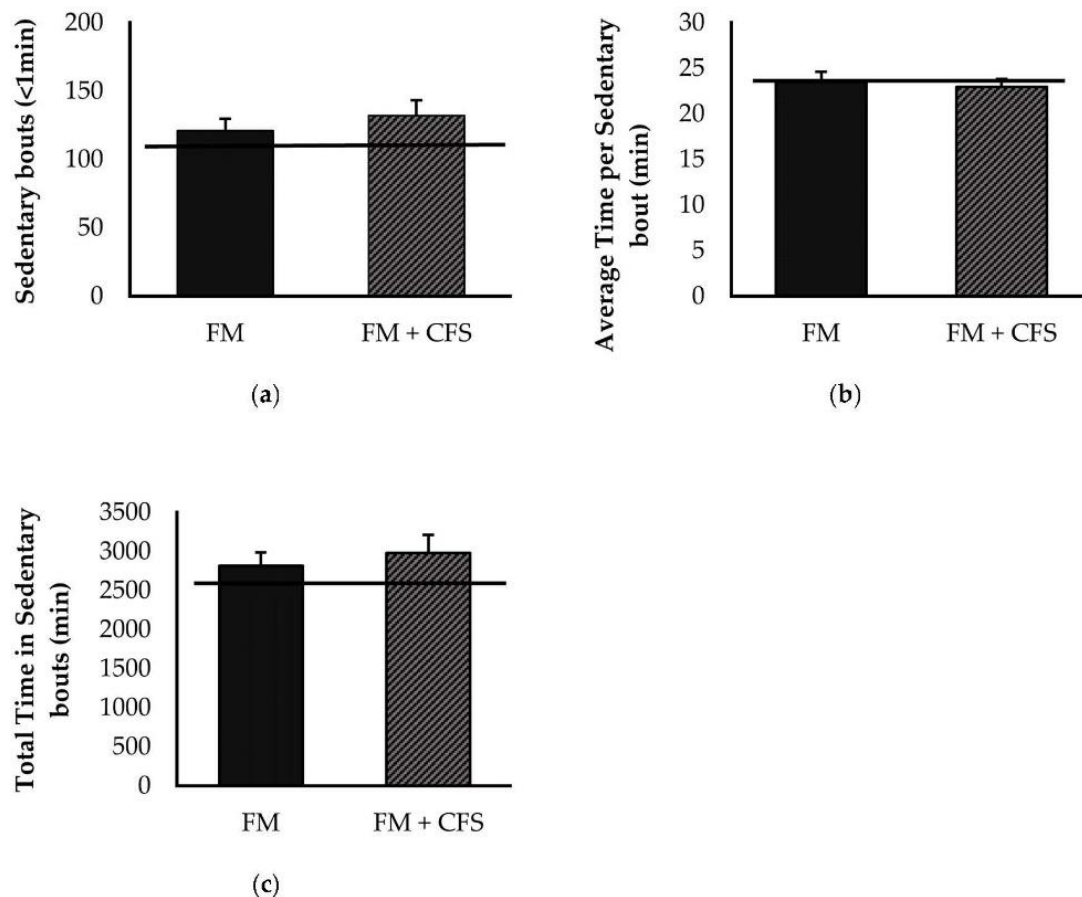 Sedentary bouts (<1min)
200
150
100
50
0
FM
FM + CFS
(a)
Average Time per Sedentary
bout (min)
30
25
20
15
10
5
0
FM
FM + CFS
(b)
Total Time in Sedentary
bouts (min)
3500
3000
2500
2000
1500
1000
500
0
FM
FM + CFS
(c)